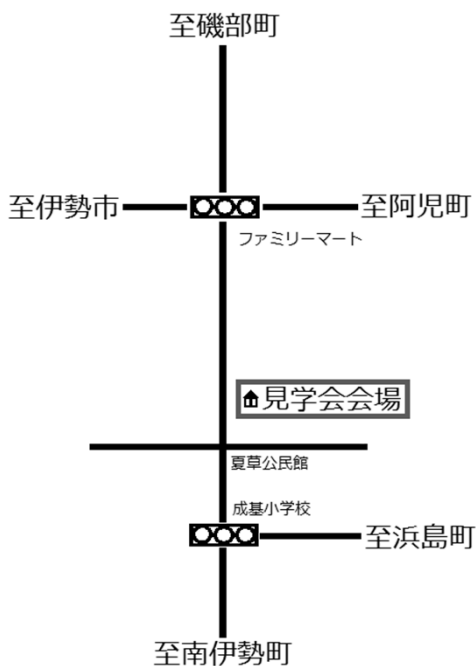 至磯部町
至伊勢市
至阿児町
ファミリーマート
見学会会場
夏草公民館
成基小学校
至浜島町
至南伊勢町